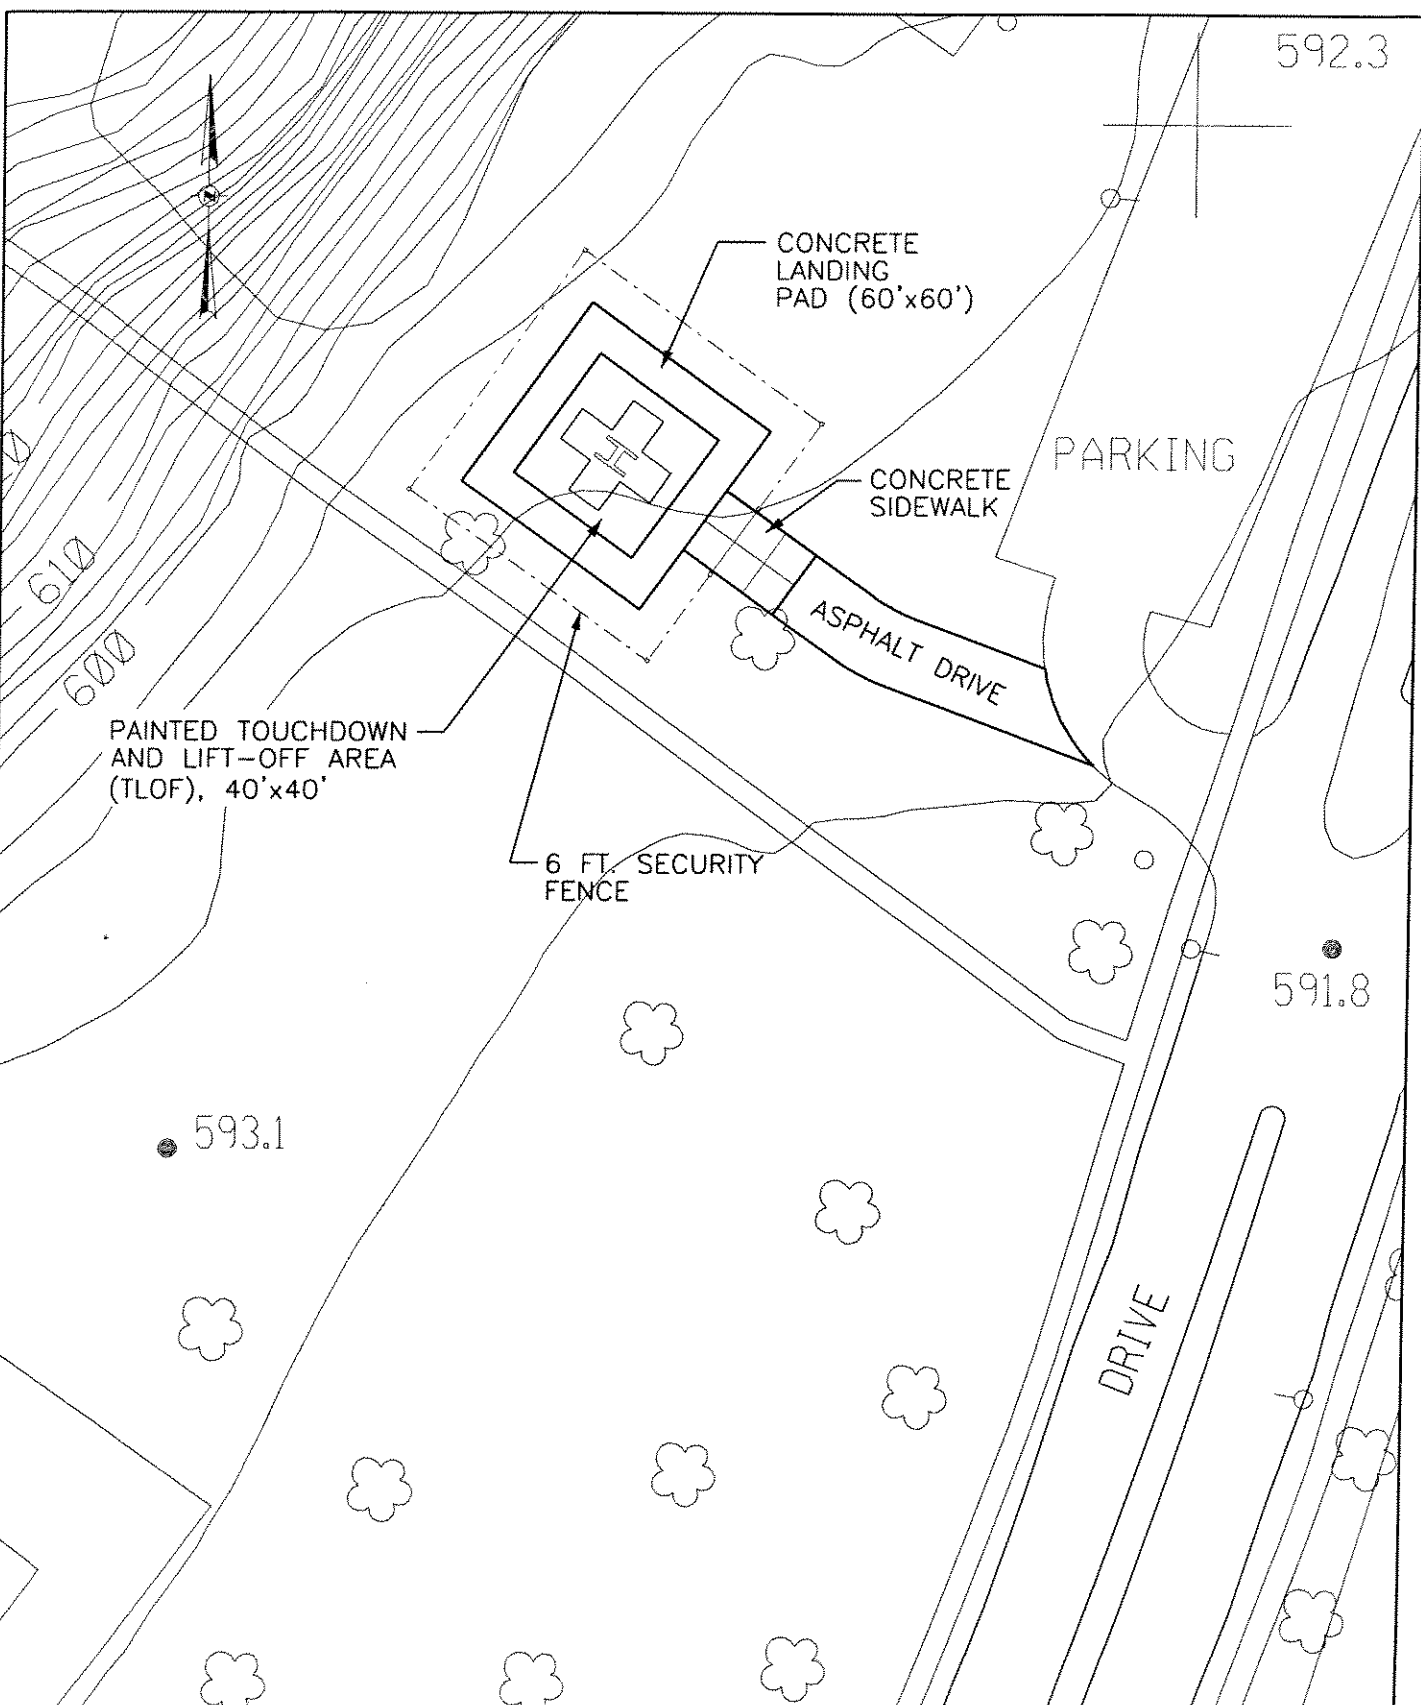 592.3
N
CONCRETE
LANDING
PAD (60'x60')
PARKING
CONCRETE
SIDEWALK
H
610
600
ASPHALT DRIVE
PAINTED TOUCHDOWN
AND LIFT-OFF AREA
(TLOF), 40'x40'
6 FT. SECURITY
FENCE
591.8
593.1
DRIVE